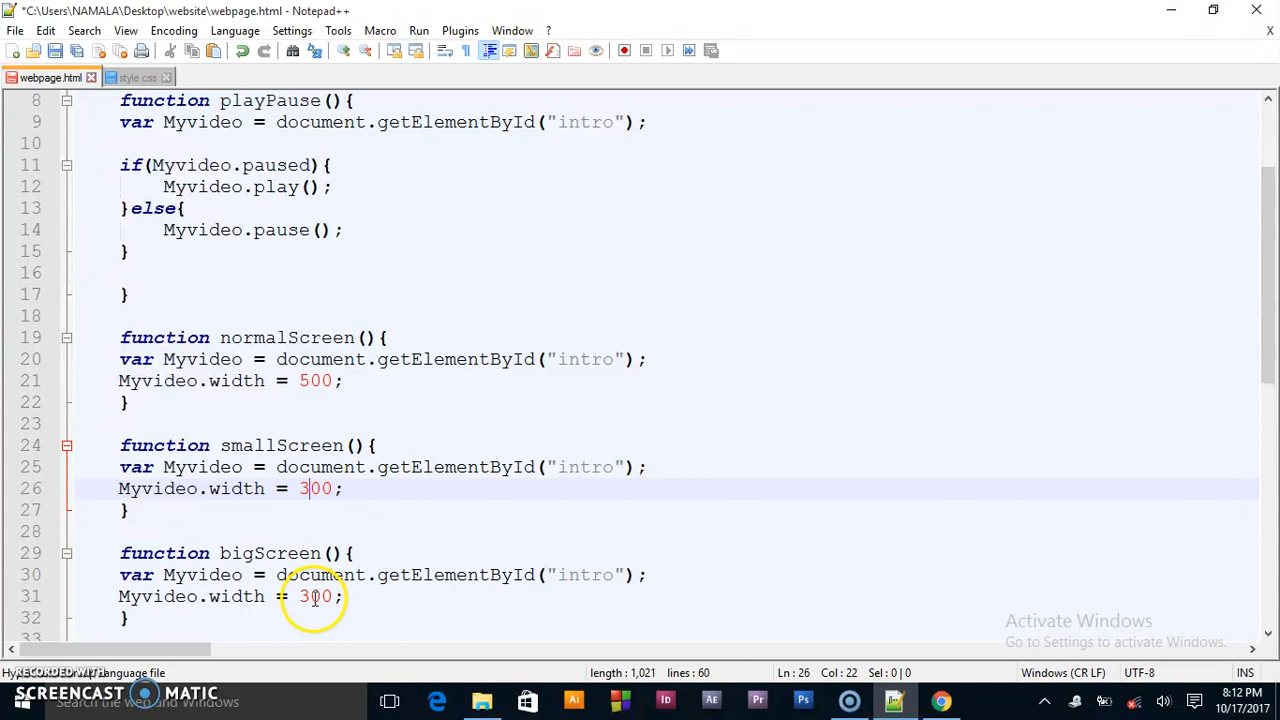 *C:\Users\NAMALA\Desktop\website\webpage.html - Notepad++
File Edit Search View Encoding Language Settings Tools Macro Run Plugins Window ? X
webpage.html style.css
8 function playPause(){
9 var Myvideo = document.getElementById("intro");
10
11 if(Myvideo.paused){
12 Myvideo.play();
13 }else{
14 Myvideo.pause();
15 }
16
17 }
18
19 function normalScreen(){
20 var Myvideo = document.getElementById("intro");
21 Myvideo.width = 500;
22 }
23
24 function smallScreen(){
25 var Myvideo = document.getElementById("intro");
26 Myvideo.width = 300;
27 }
28
29 function bigScreen(){
30 var Myvideo = document.getElementById("intro");
31 Myvideo.width = 300;
32 }
33
Activate Windows
Go to Settings to activate Windows.
RECORDED WITH
language file length : 1,021 lines : 60 Ln : 26 Col : 22 Sel : 0 | 0 Windows (CR LF) UTF-8 INS
SCREENCAST MATIC
Search the web and Windows
Ai Id AE Pr Ps
8:12 PM
10/17/2017